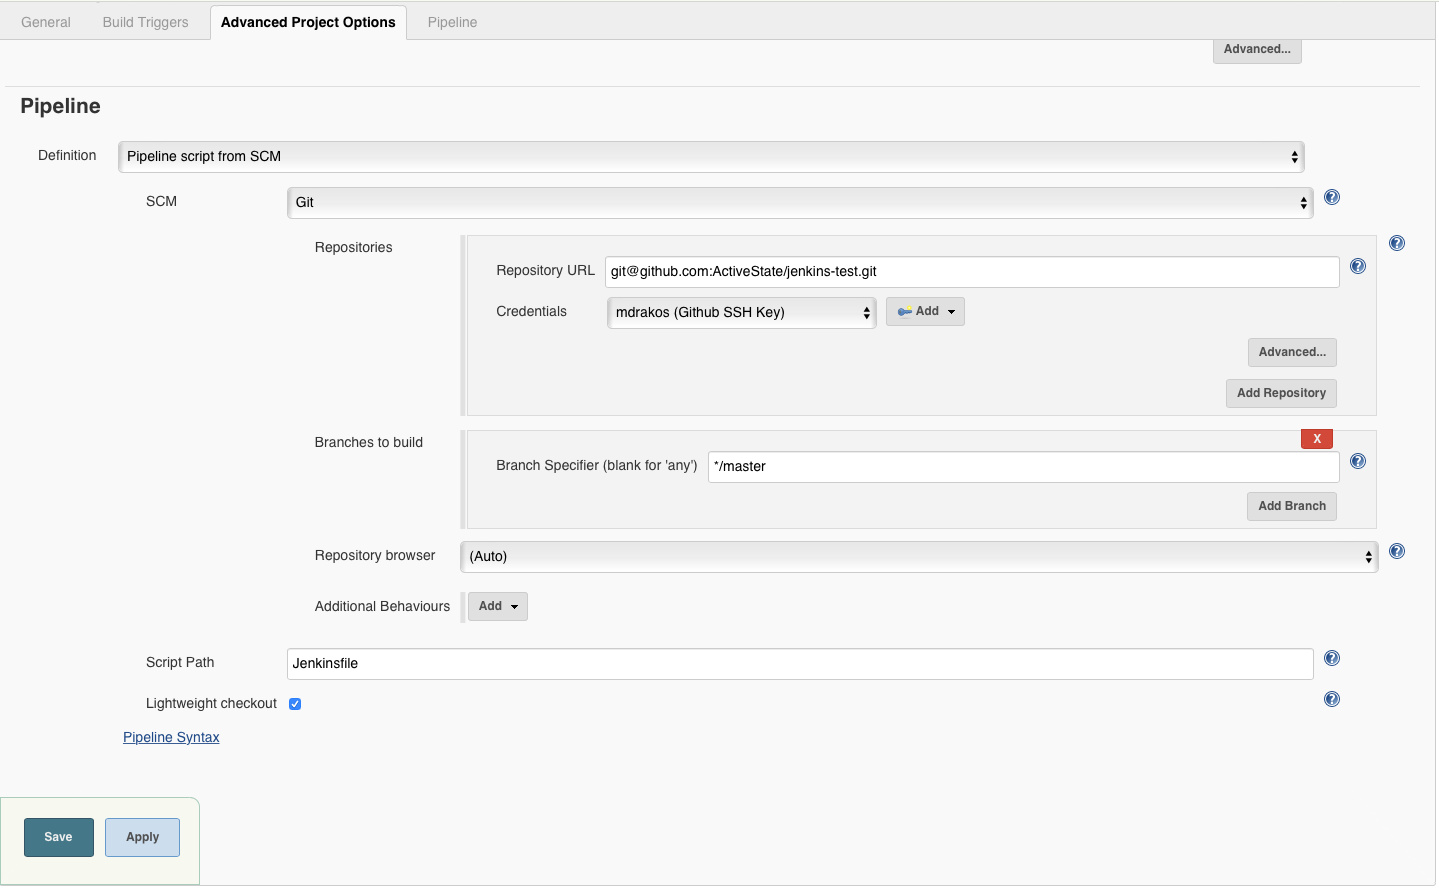 General Build Triggers Advanced Project Options Pipeline
Advanced...
Pipeline
Definition Pipeline script from SCM
SCM Git ?
Repositories ?
Repository URL git@github.com:ActiveState/jenkins-test.git ?
Credentials mdrakos (Github SSH Key) Add
Advanced...
Add Repository
Branches to build X
Branch Specifier (blank for 'any') */master ?
Add Branch
Repository browser (Auto) ?
Additional Behaviours Add
Script Path Jenkinsfile ?
Lightweight checkout ?
Pipeline Syntax
Save Apply